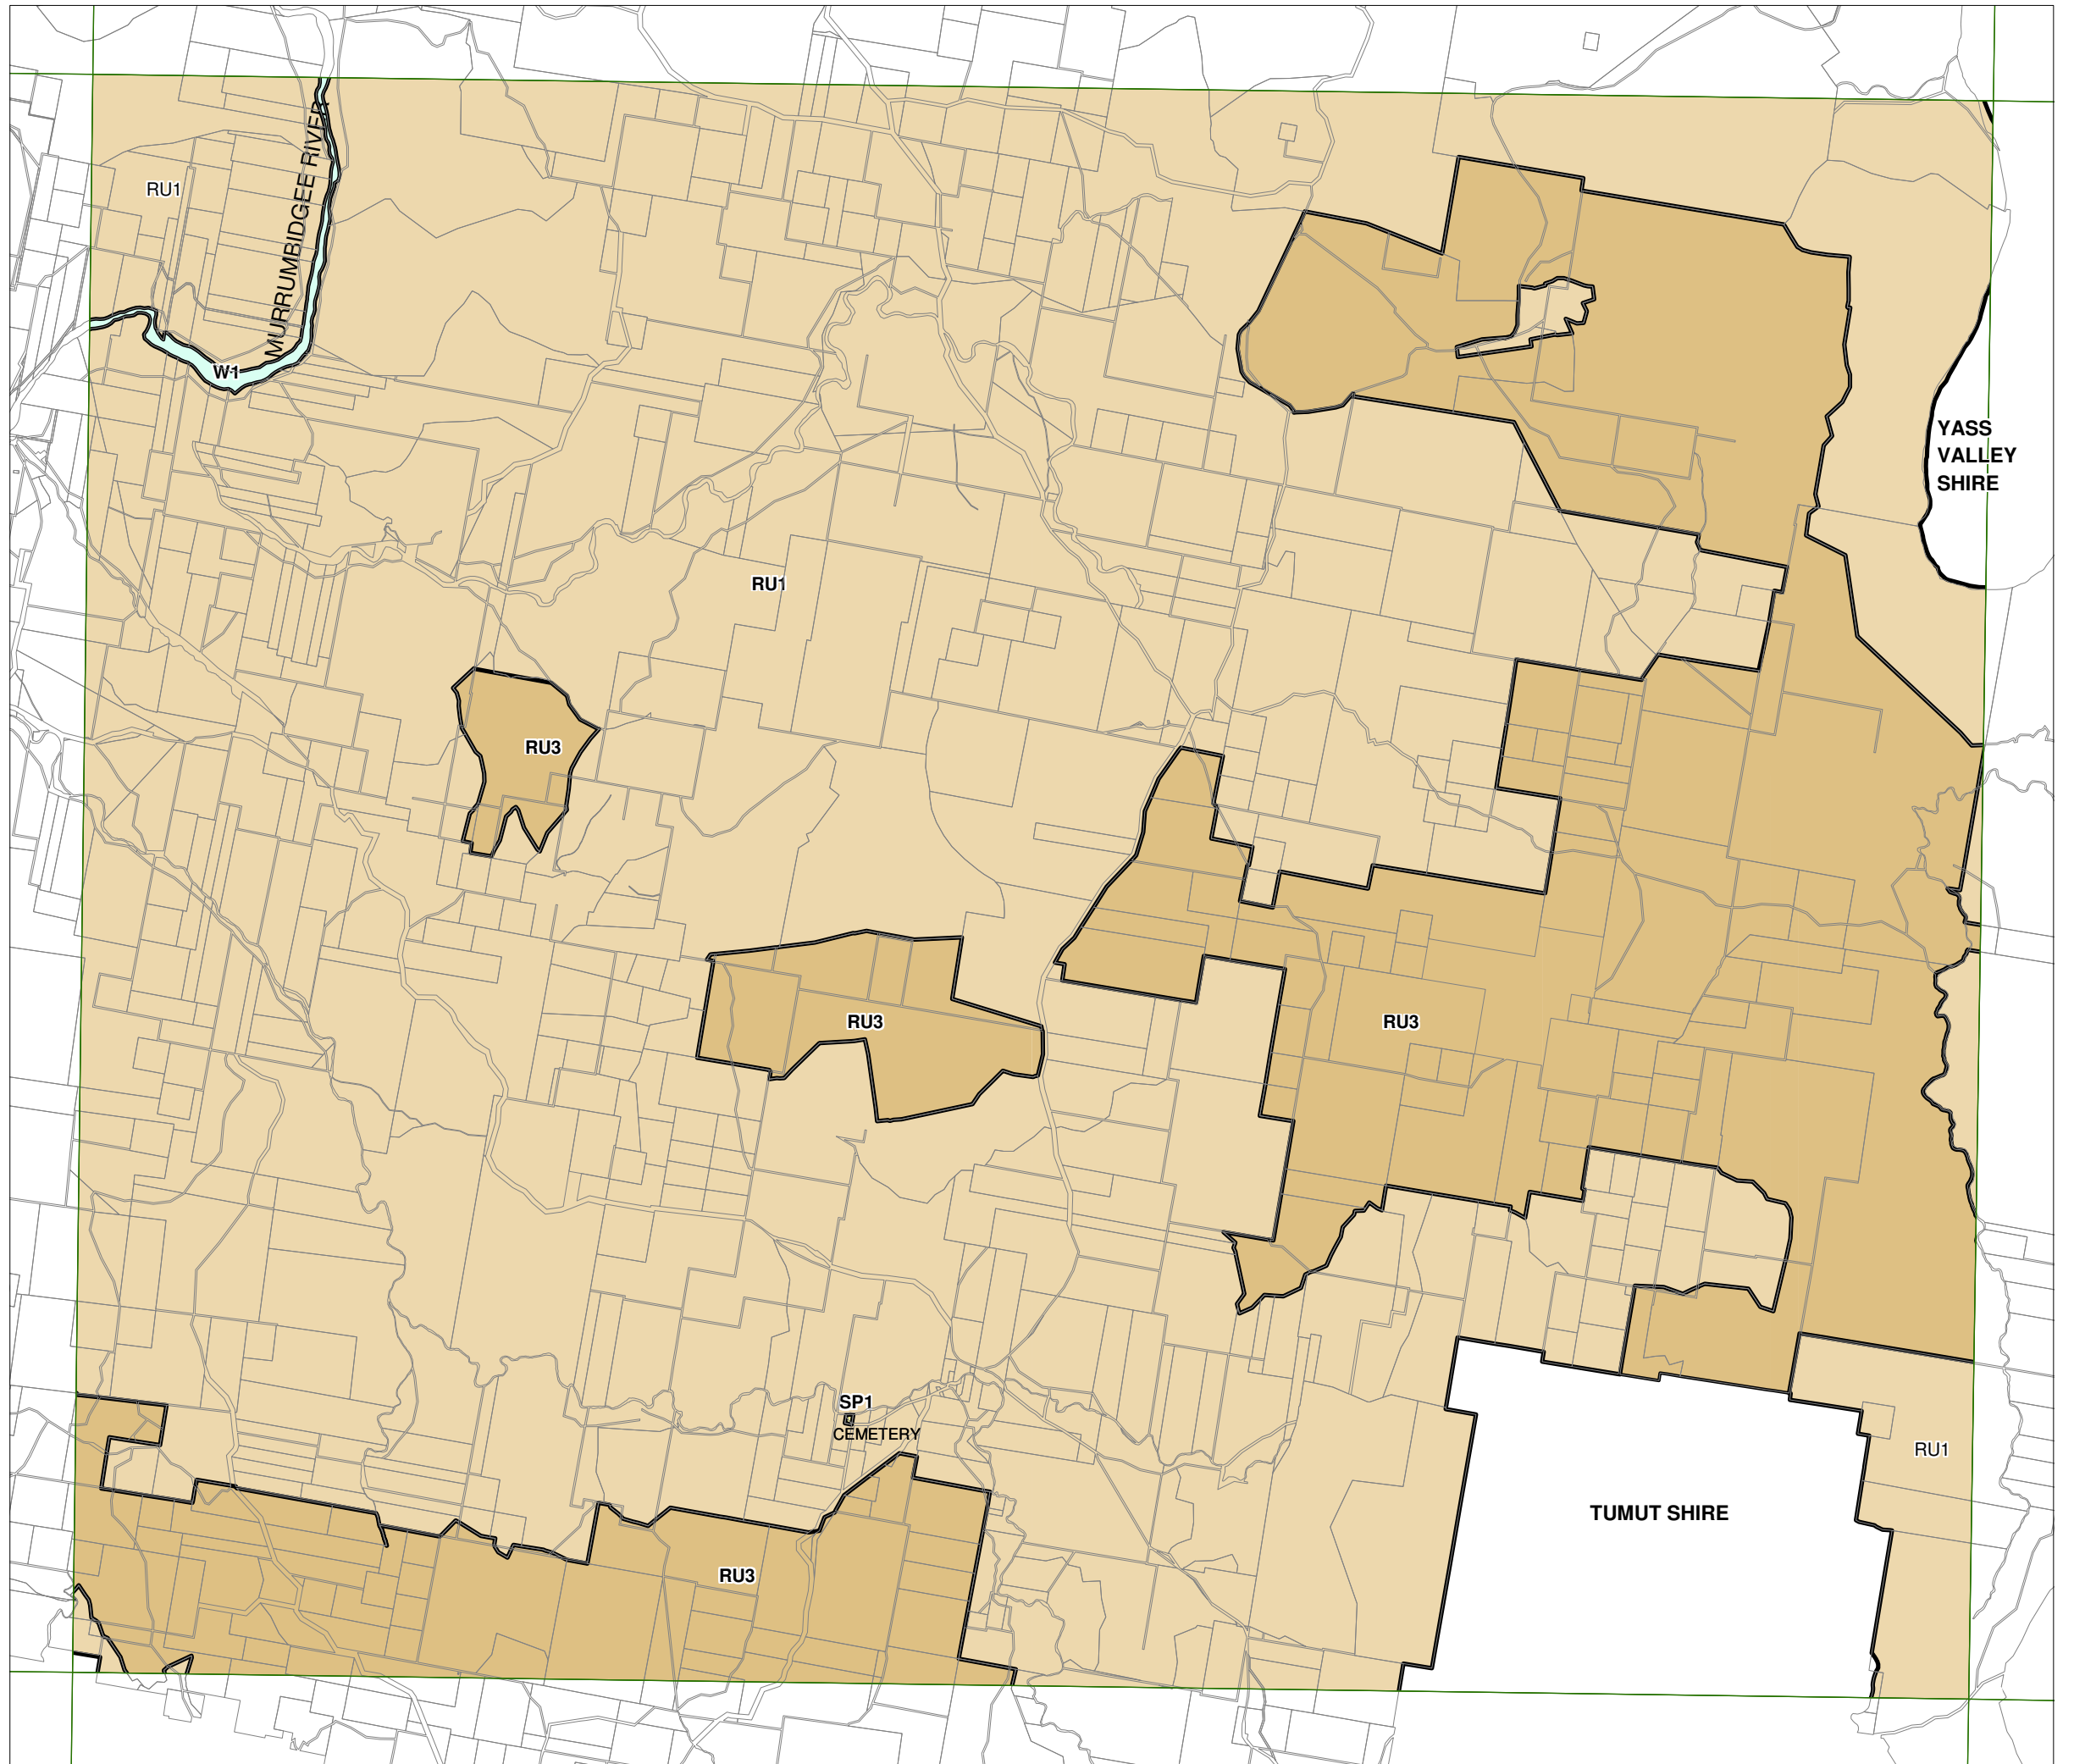 RU1
MURRUMBIDGEE RIVER
W1
YASS
VALLEY
SHIRE
RU1
RU3
RU3
RU3
SP1
CEMETERY
RU1
TUMUT SHIRE
RU3